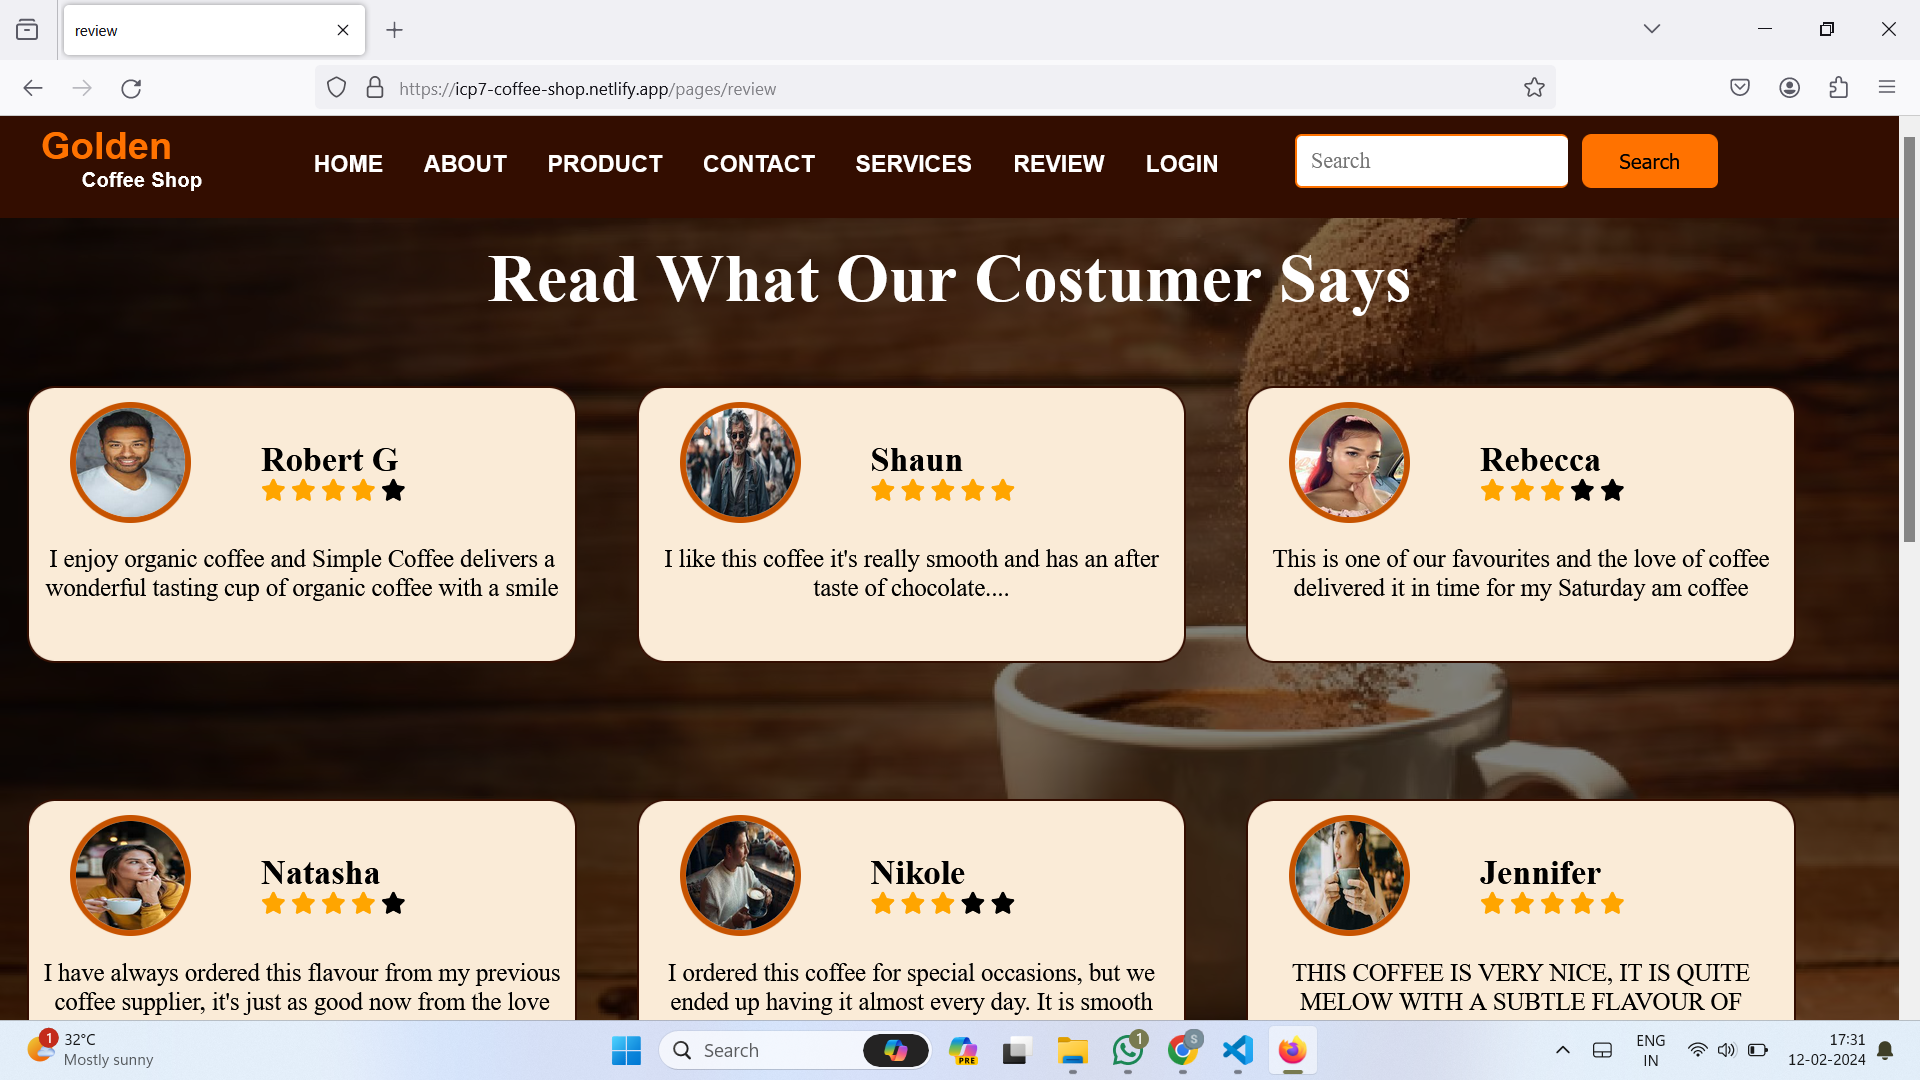 review
https://icp7-coffee-shop.netlify.app/pages/review
Golden
Coffee Shop
HOME ABOUT PRODUCT CONTACT SERVICES REVIEW LOGIN
Search
Search
Read What Our Costumer Says
Robert G
I enjoy organic coffee and Simple Coffee delivers a
wonderful tasting cup of organic coffee with a smile
Shaun
I like this coffee it's really smooth and has an after
taste of chocolate....
Rebecca
This is one of our favourites and the love of coffee
delivered it in time for my Saturday am coffee
Natasha
I have always ordered this flavour from my previous
coffee supplier, it's just as good now from the love
Nikole
I ordered this coffee for special occasions, but we
ended up having it almost every day. It is smooth
Jennifer
THIS COFFEE IS VERY NICE, IT IS QUITE
MELOW WITH A SUBTLE FLAVOUR OF
1
32°C
Mostly sunny
Search
PRE
1
S
ENG
IN
17:31
12-02-2024